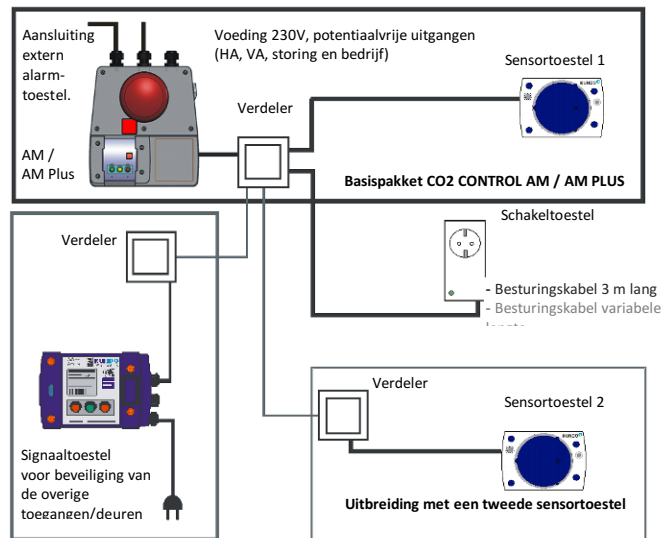 Aansluiting
extern
alarm-
toestel.
Voeding 230V, potentiaalvrije uitgangen
(HA, VA, storing en bedrijf)
Sensortoestel 1
Verdeler
AM /
AM Plus
Basispakket CO2 CONTROL AM / AM PLUS
Schakeltoestel
Verdeler
- Besturingskabel 3 m lang
- Besturingskabel variabele
Verdeler
Sensortoestel 2
Signaaltoestel
voor beveiliging van
de overige
toegangen/deuren
Uitbreiding met een tweede sensortoestel